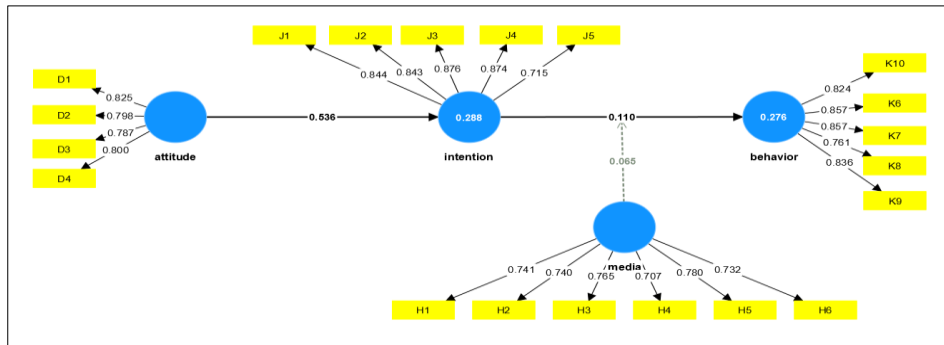 J1
J2
J3
J4
J5
0.844
0.843
0.876
0.874
0.715
D1
D2
D3
D4
0.825
0.798
0.787
0.800
attitude
0.536
0.288
intention
0.110
0.065
0.276
behavior
K10
K6
K7
K8
K9
0.824
0.857
0.857
0.761
0.836
media
0.741
0.740
0.765
0.707
0.780
0.732
H1
H2
H3
H4
H5
H6